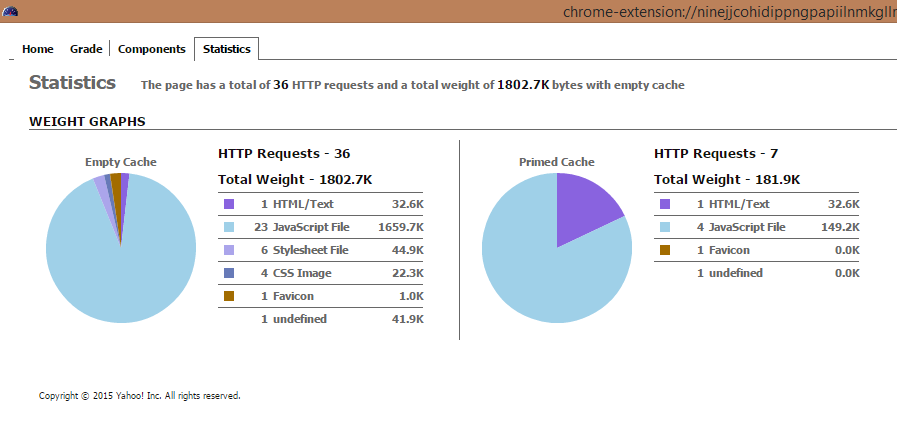 chrome-extension://ninejjcohidippngpapiilnmkgllr
Home Grade Components Statistics
Statistics The page has a total of 36 HTTP requests and a total weight of 1802.7K bytes with empty cache
WEIGHT GRAPHS
Empty Cache
HTTP Requests - 36
Total Weight - 1802.7K
1 HTML/Text 32.6K
23 JavaScript File 1659.7K
6 Stylesheet File 44.9K
4 CSS Image 22.3K
1 Favicon 1.0K
1 undefined 41.9K
Primed Cache
HTTP Requests - 7
Total Weight - 181.9K
1 HTML/Text 32.6K
4 JavaScript File 149.2K
1 Favicon 0.0K
1 undefined 0.0K
Copyright © 2015 Yahoo! Inc. All rights reserved.